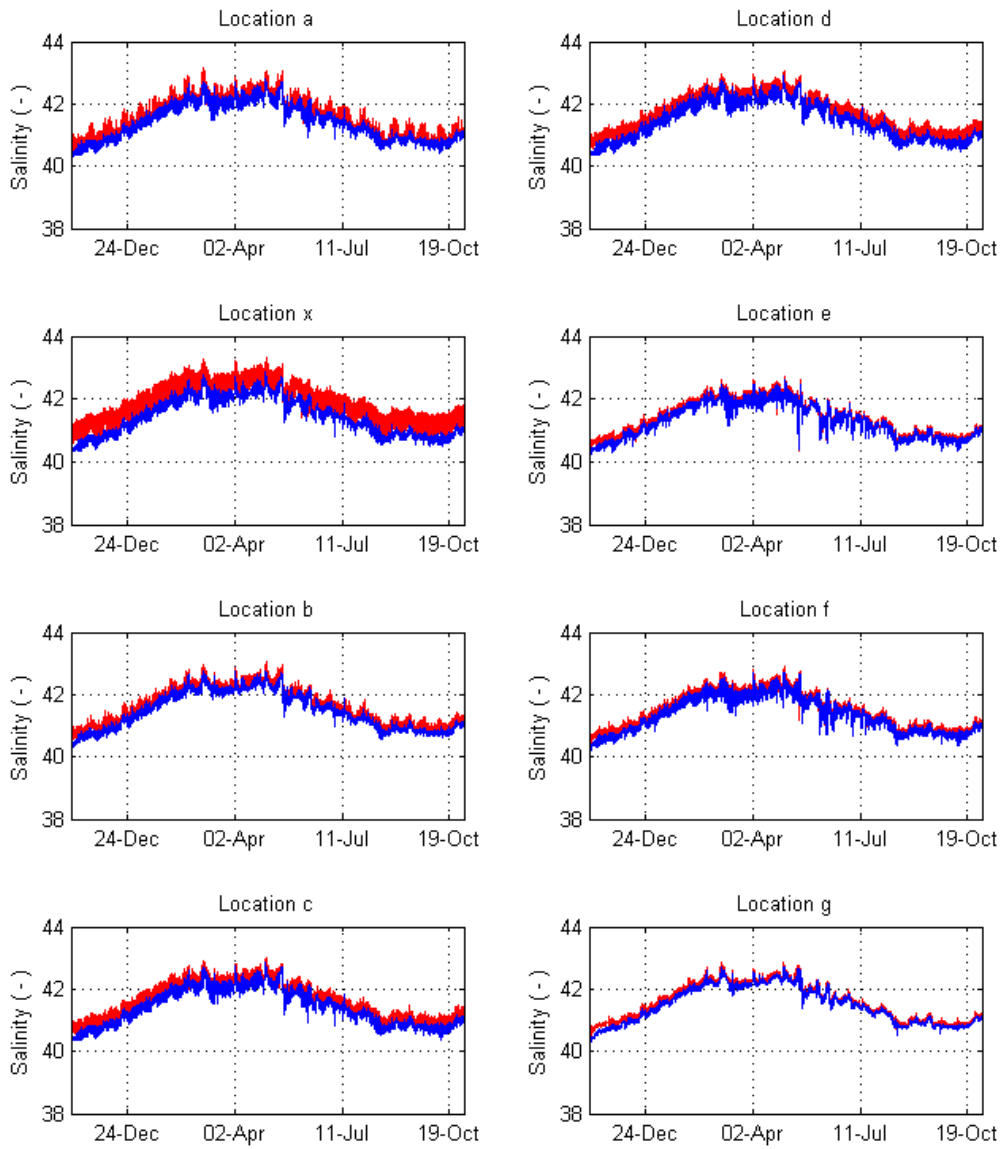 Location a
44
42
40
38
Salinity ( - )
24-Dec 02-Apr 11-Jul 19-Oct
Location d
44
42
40
38
Salinity ( - )
24-Dec 02-Apr 11-Jul 19-Oct
Location x
44
42
40
38
Salinity ( - )
24-Dec 02-Apr 11-Jul 19-Oct
Location e
44
42
40
38
Salinity ( - )
24-Dec 02-Apr 11-Jul 19-Oct
Location b
44
42
40
38
Salinity ( - )
24-Dec 02-Apr 11-Jul 19-Oct
Location f
44
42
40
38
Salinity ( - )
24-Dec 02-Apr 11-Jul 19-Oct
Location c
44
42
40
38
Salinity ( - )
24-Dec 02-Apr 11-Jul 19-Oct
Location g
44
42
40
38
Salinity ( - )
24-Dec 02-Apr 11-Jul 19-Oct